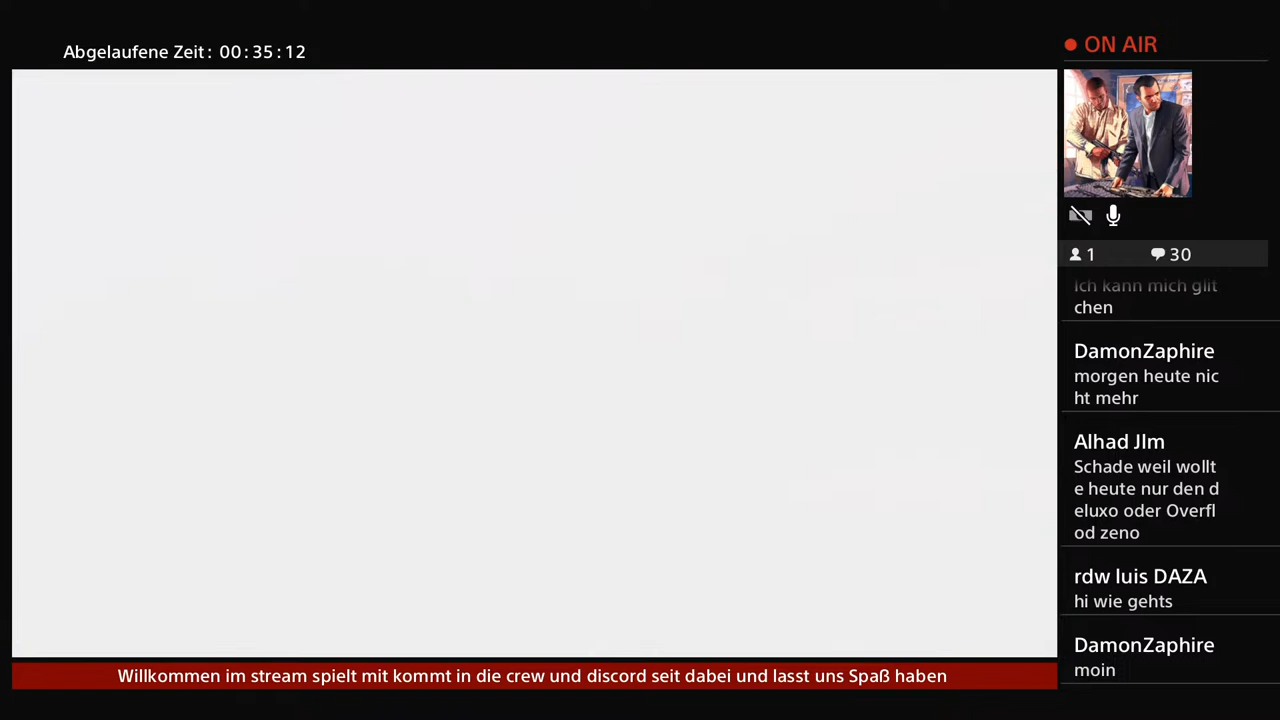 Abgelaufene Zeit: 00:35:12
ON AIR
1 30
Ich kann mich glit
chen
DamonZaphire
morgen heute nic
ht mehr
Alhad Jlm
Schade weil wollt
e heute nur den d
eluxo oder Overfl
od zeno
rdw luis DAZA
hi wie gehts
DamonZaphire
moin
Willkommen im stream spielt mit kommt in die crew und discord seit dabei und lasst uns Spaß haben